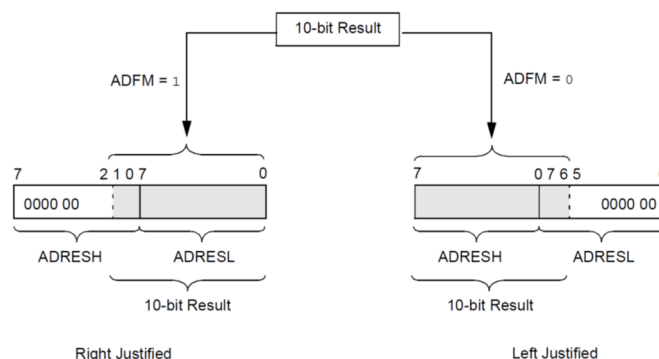 10-bit Result
ADFM = 1
ADFM = 0
7 2 1 0 7 0
7 0 7 6 5
0000 00
0000 00
ADRESH ADRESL
ADRESH ADRESL
10-bit Result
10-bit Result
Right Justified
Left Justified